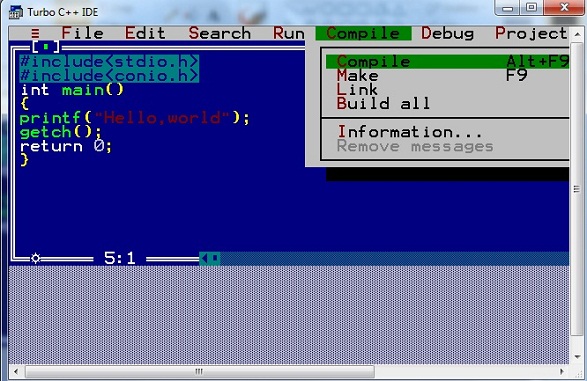 Turbo C++ IDE
≡ File Edit Search Run Compile Debug Project
#include<stdio.h>
#include<conio.h>
int main()
{
printf("Hello,world");
getch();
return 0;
}
Compile Alt+F9
Make F9
Link
Build all
Information...
Remove messages
5:1